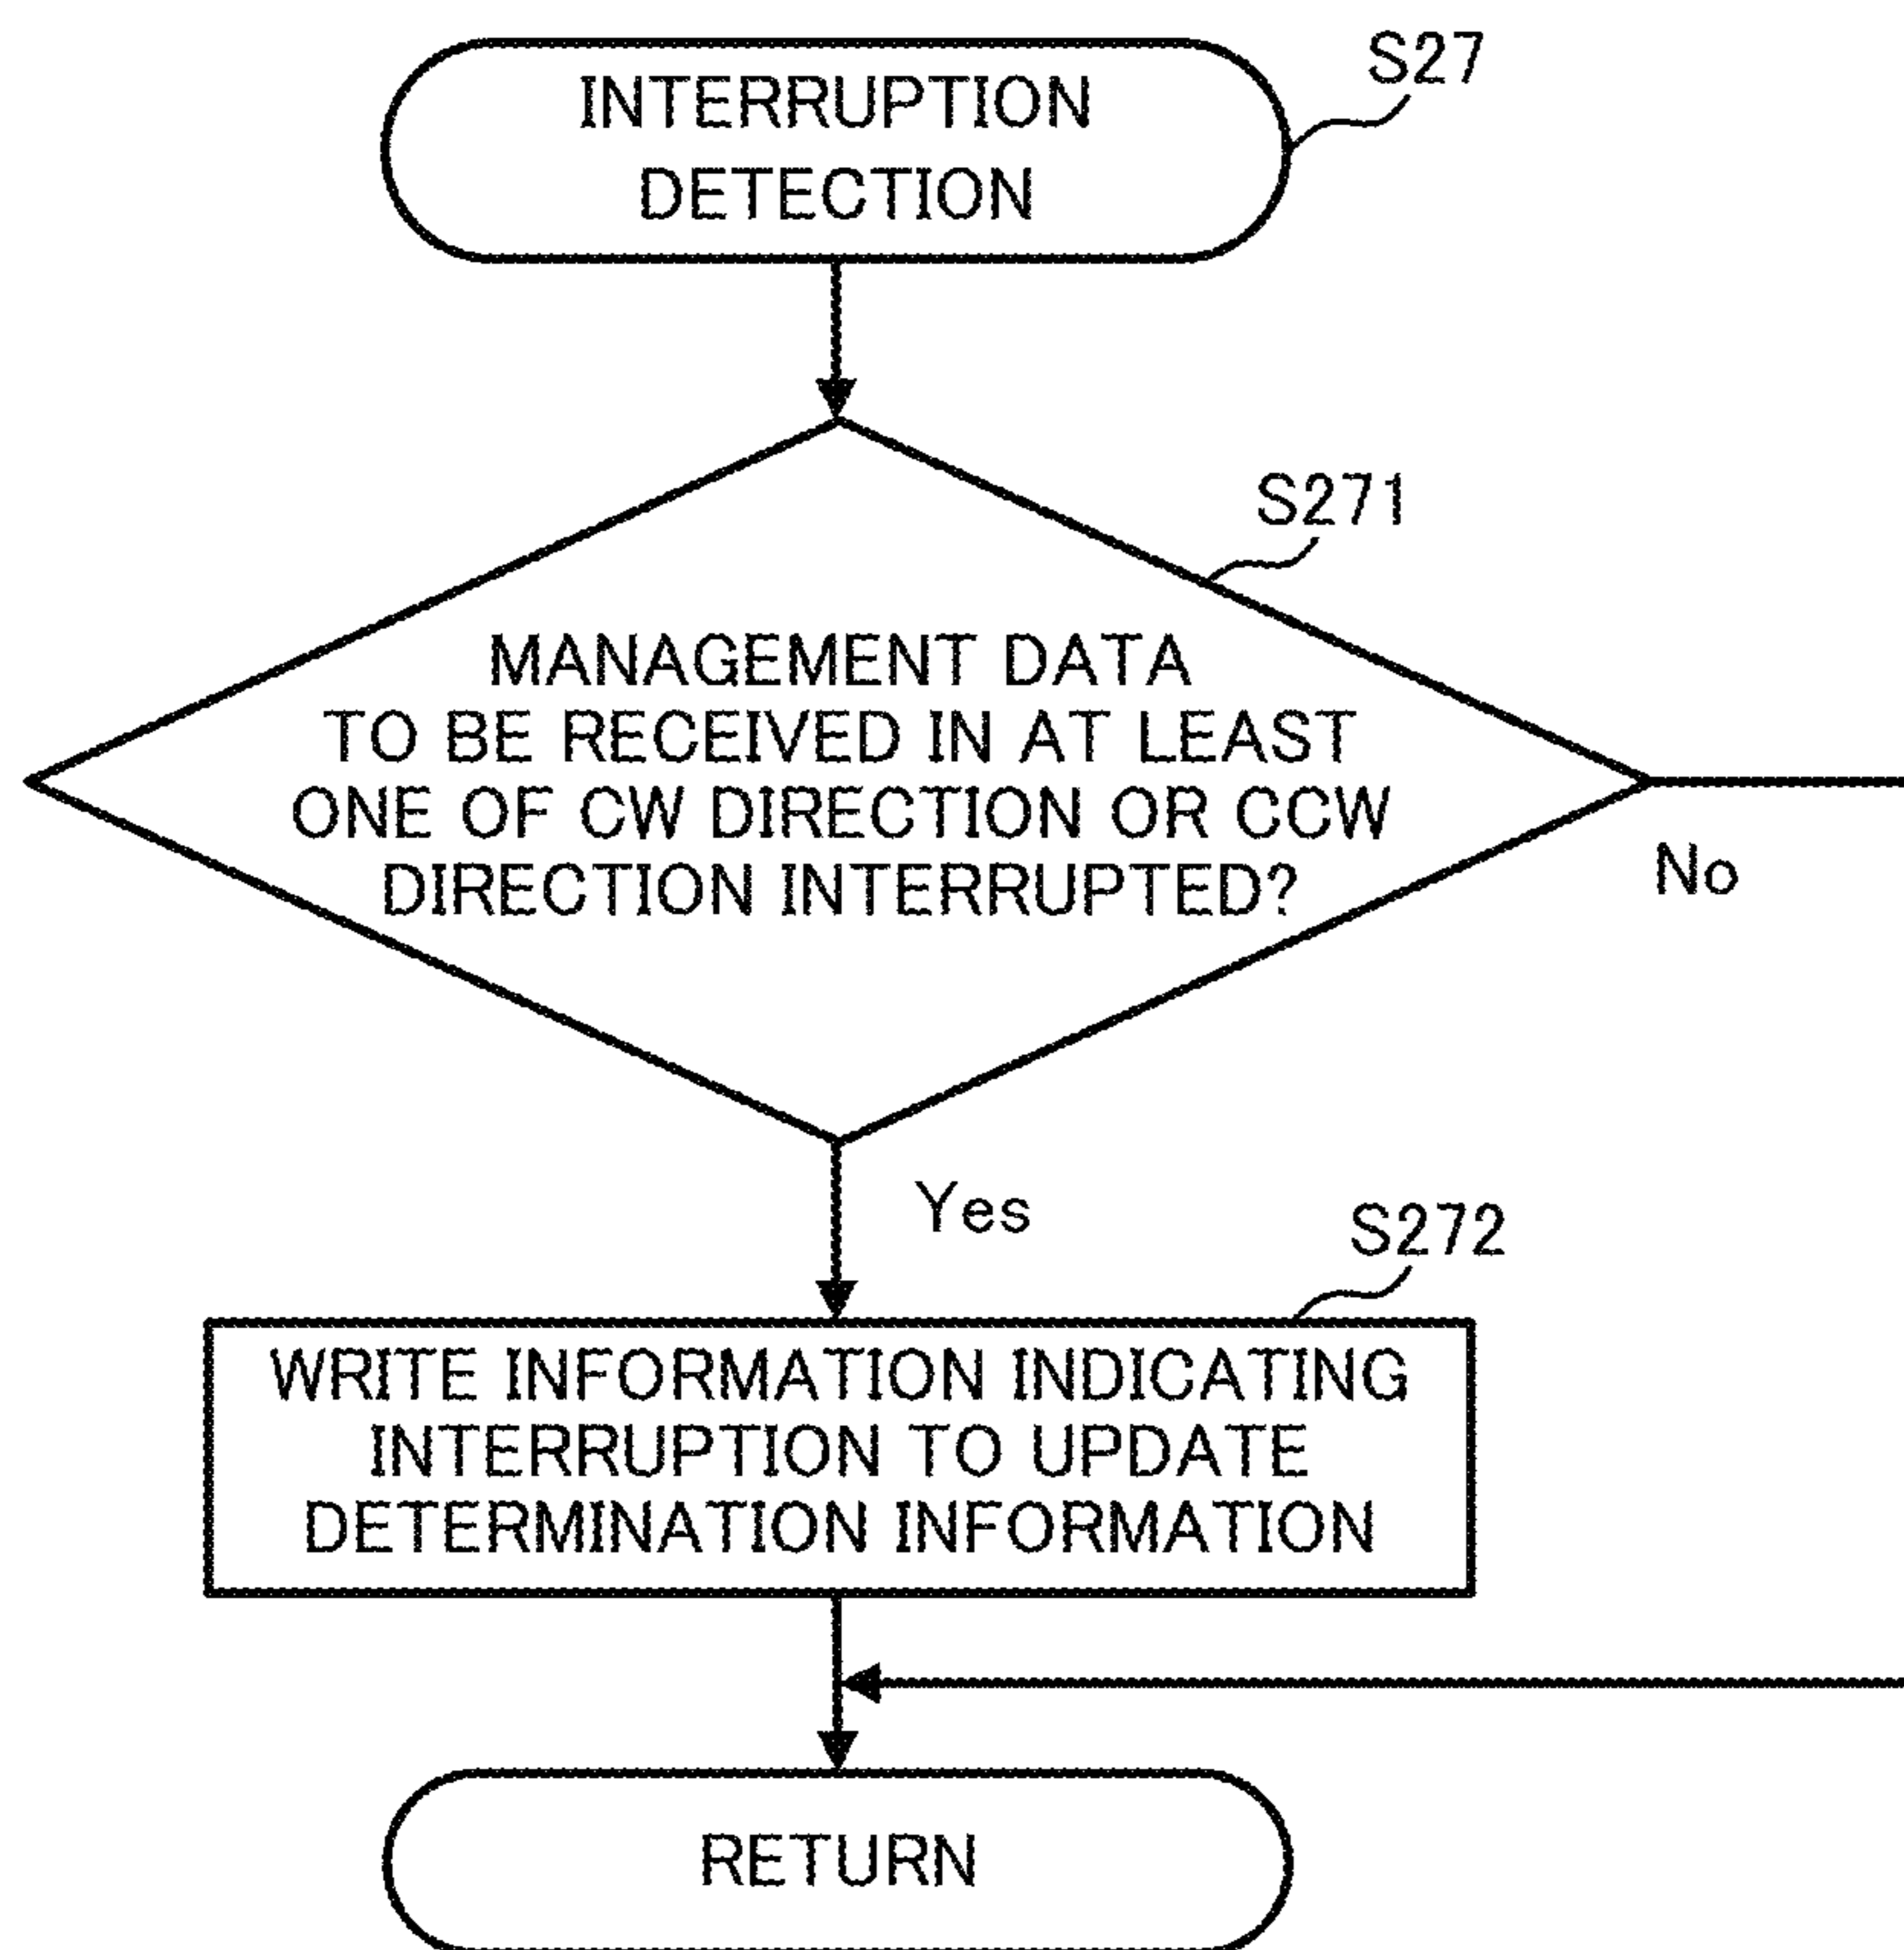 S27
INTERRUPTION
DETECTION
S271
MANAGEMENT DATA
TO BE RECEIVED IN AT LEAST
ONE OF CW DIRECTION OR CCW
DIRECTION INTERRUPTED?
No
Yes
S272
WRITE INFORMATION INDICATING
INTERRUPTION TO UPDATE
DETERMINATION INFORMATION
RETURN